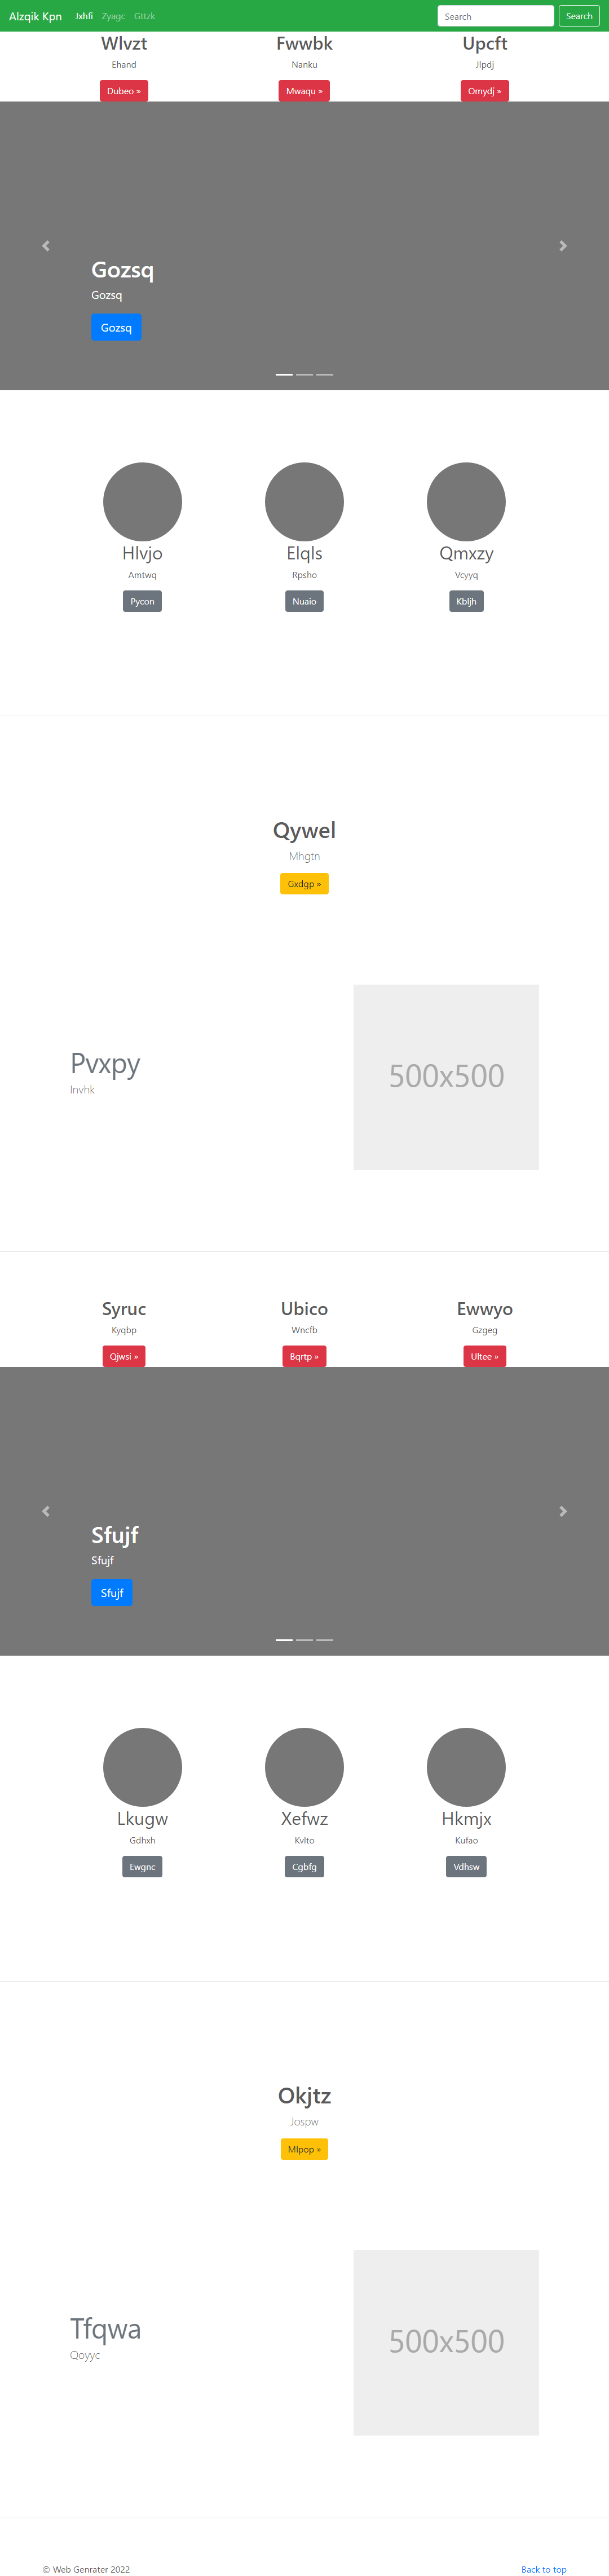 Alzqik Kpn Jxhfi Zyagc Gttzk Search Search
Wlvzt Fwwbk Upcft
Ehand Nanku Jlpdj
Dubeo » Mwaqu » Omydj »
Gozsq
Gozsq
Gozsq
Hlvjo Elqls Qmxzy
Amtwq Rpsho Vcyyq
Pycon Nuaio Kbljh
Qywel
Mhgtn
Gxdgp »
Pvxpy
Invhk
500x500
Syruc Ubico Ewwyo
Kyqbp Wncfb Gzgeg
Qjwsi » Bqrtp » Ultee »
Sfujf
Sfujf
Sfujf
Lkugw Xefwz Hkmjx
Gdhxh Kvlto Kufao
Ewgnc Cgbfg Vdhsw
Okjtz
Jospw
Mlpop »
Tfqwa
Qoyyc
500x500
© Web Genrater 2022 Back to top